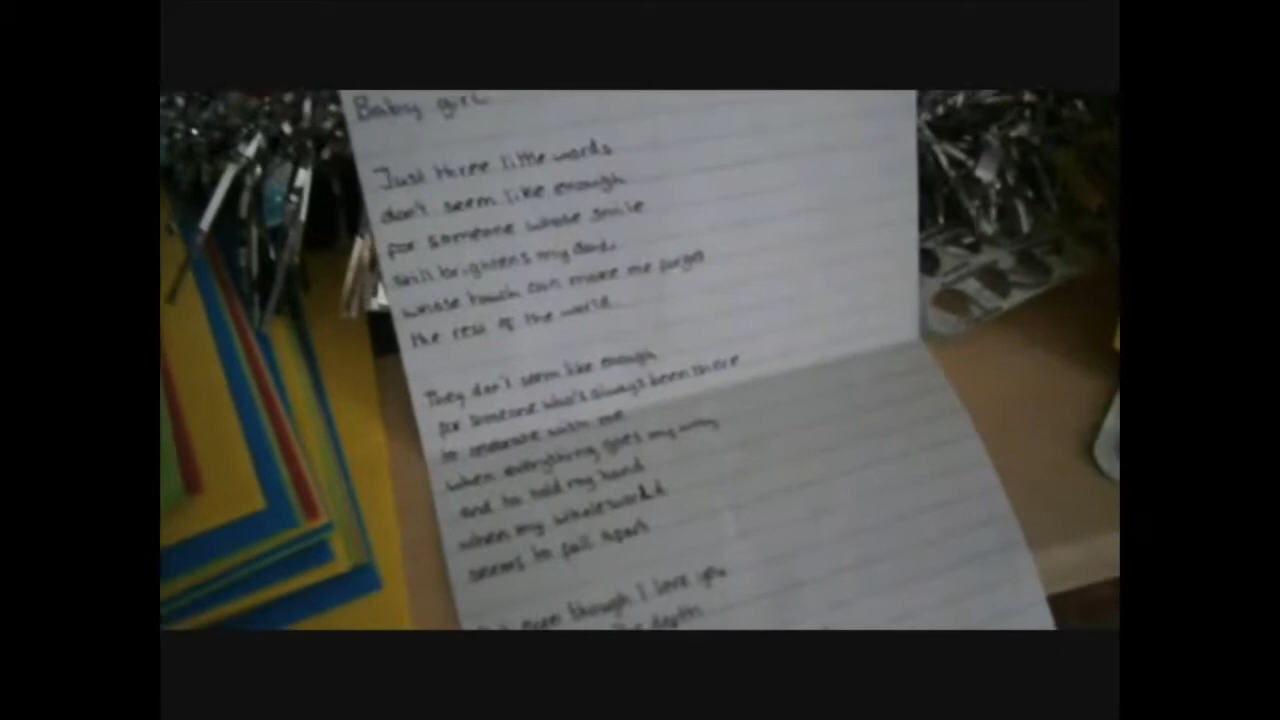 Baby girl
Just three little words
don't seem like enough
for someone whose smile
still brightens my day,
whose touch can make me forget
the rest of the world.
They don't seem like enough
for someone who's always been there
to celebrate with me
when everything goes my way
and to hold my hand
when my whole world
seems to fall apart
even though I love you
the depth